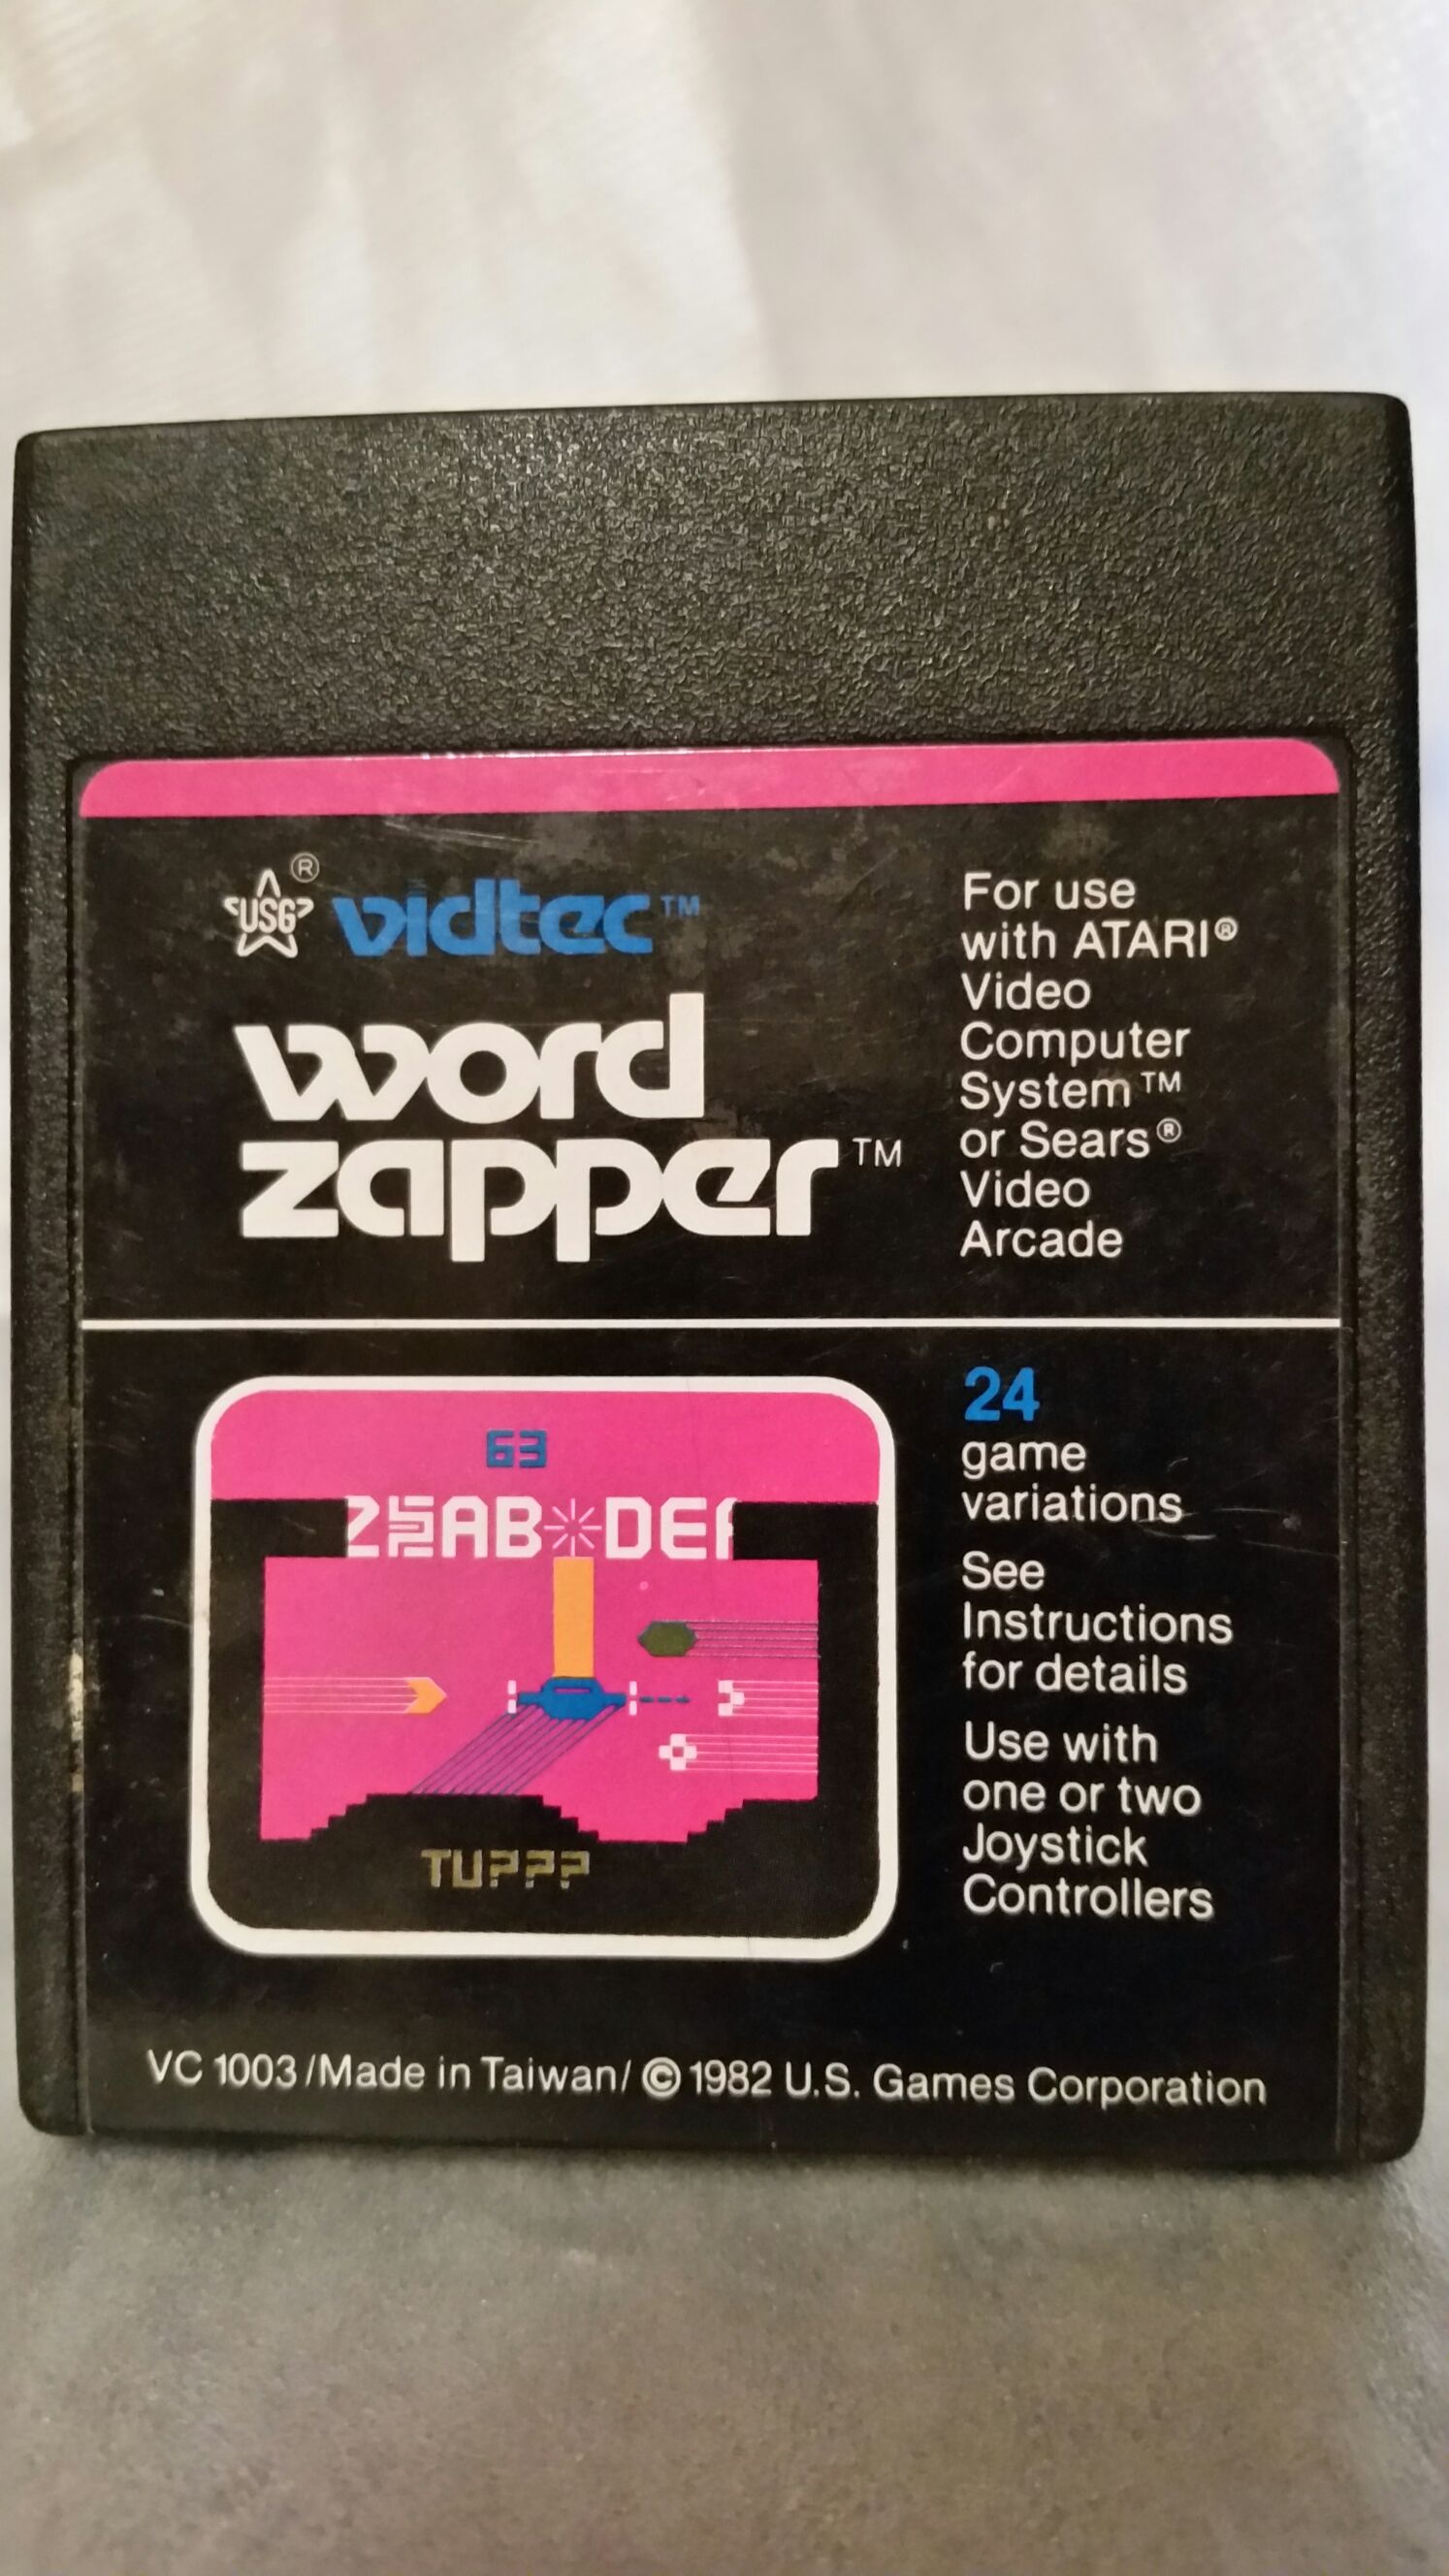 USG® vidtec™
word
zapper™
For use
with ATARI®
Video
Computer
System™
or Sears®
Video
Arcade
63
AB DE
TU???
24
game
variations
See
Instructions
for details
Use with
one or two
Joystick
Controllers
VC 1003/Made in Taiwan/©1982 U.S. Games Corporation